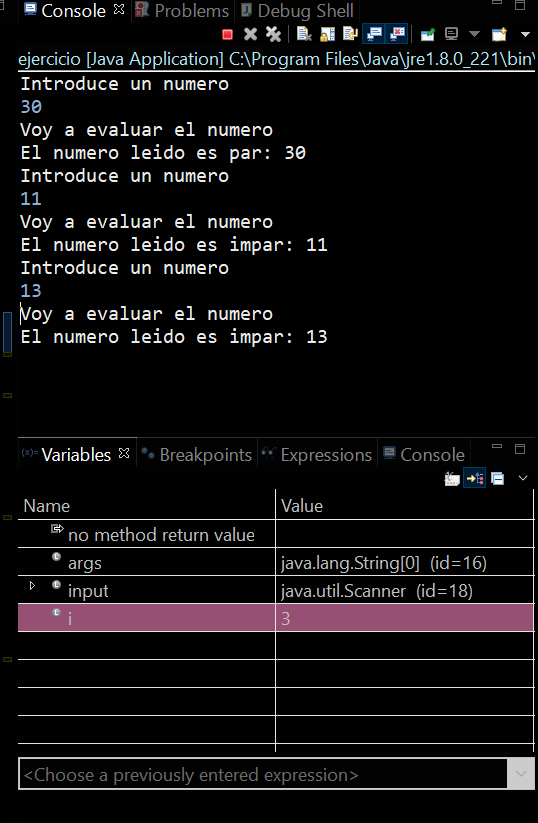 Console Problems Debug Shell
ejercicio [Java Application] C:\Program Files\Java\jre1.8.0_221\bin\
Introduce un numero
30
Voy a evaluar el numero
El numero leido es par: 30
Introduce un numero
11
Voy a evaluar el numero
El numero leido es impar: 11
Introduce un numero
13
Voy a evaluar el numero
El numero leido es impar: 13
(x)= Variables Breakpoints Expressions Console
Name Value
no method return value
args java.lang.String[0] (id=16)
input java.util.Scanner (id=18)
i 3
<Choose a previously entered expression>